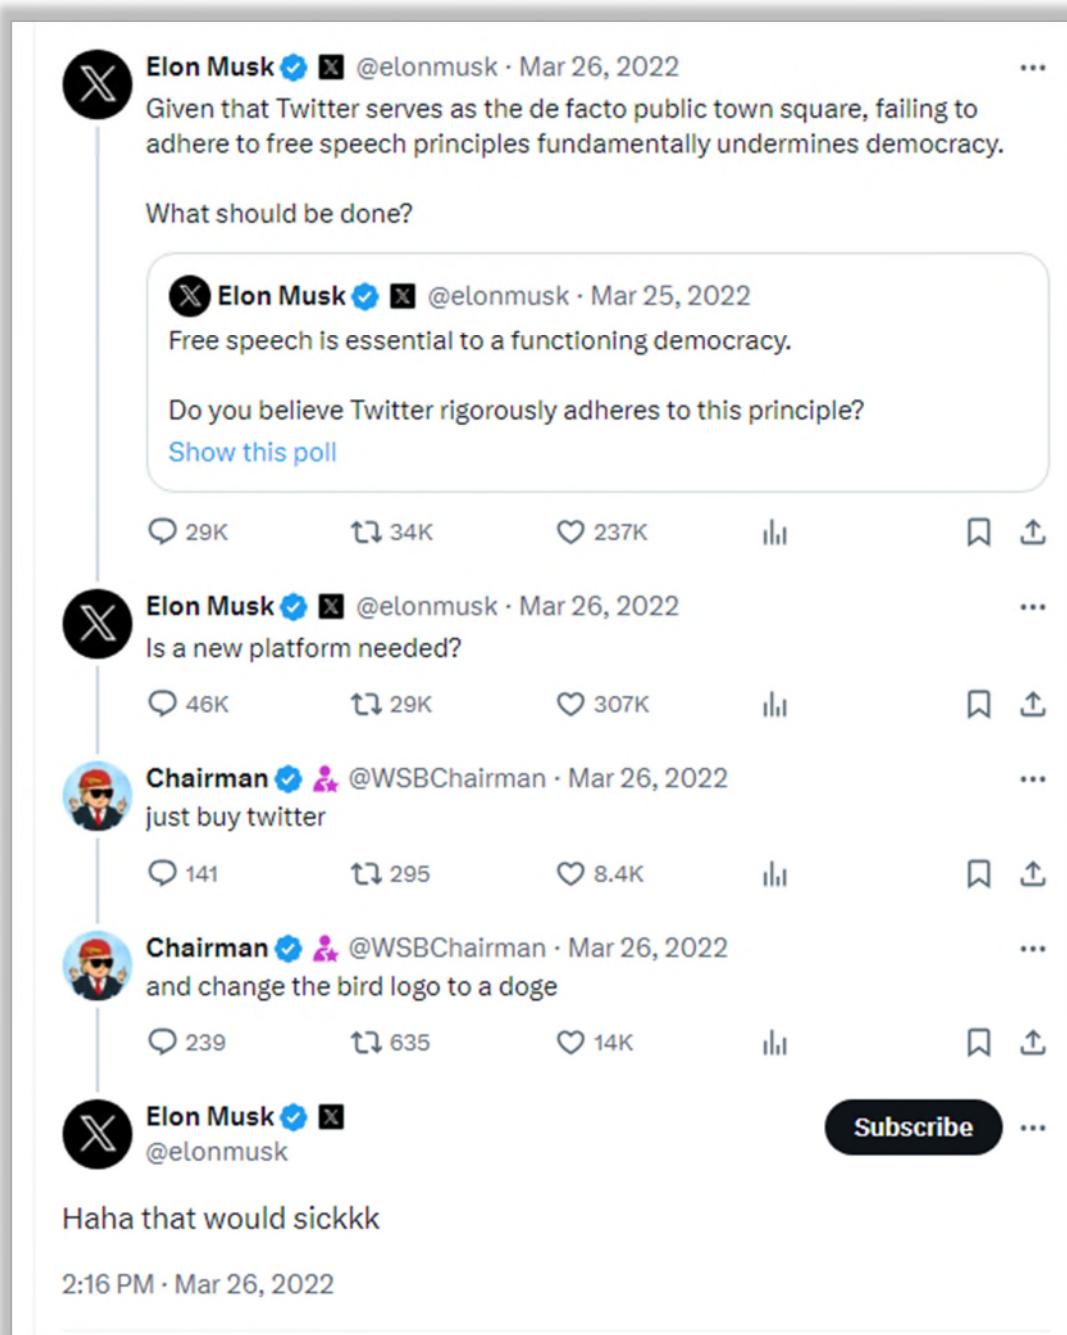 Elon Musk @elonmusk · Mar 26, 2022
Given that Twitter serves as the de facto public town square, failing to
adhere to free speech principles fundamentally undermines democracy.
What should be done?
Elon Musk @elonmusk · Mar 25, 2022
Free speech is essential to a functioning democracy.
Do you believe Twitter rigorously adheres to this principle?
Show this poll
29K 34K 237K
Elon Musk @elonmusk · Mar 26, 2022
Is a new platform needed?
46K 29K 307K
Chairman @WSBChairman · Mar 26, 2022
just buy twitter
141 295 8.4K
Chairman @WSBChairman · Mar 26, 2022
and change the bird logo to a doge
239 635 14K
Elon Musk
@elonmusk
Subscribe
Haha that would sickkk
2:16 PM · Mar 26, 2022